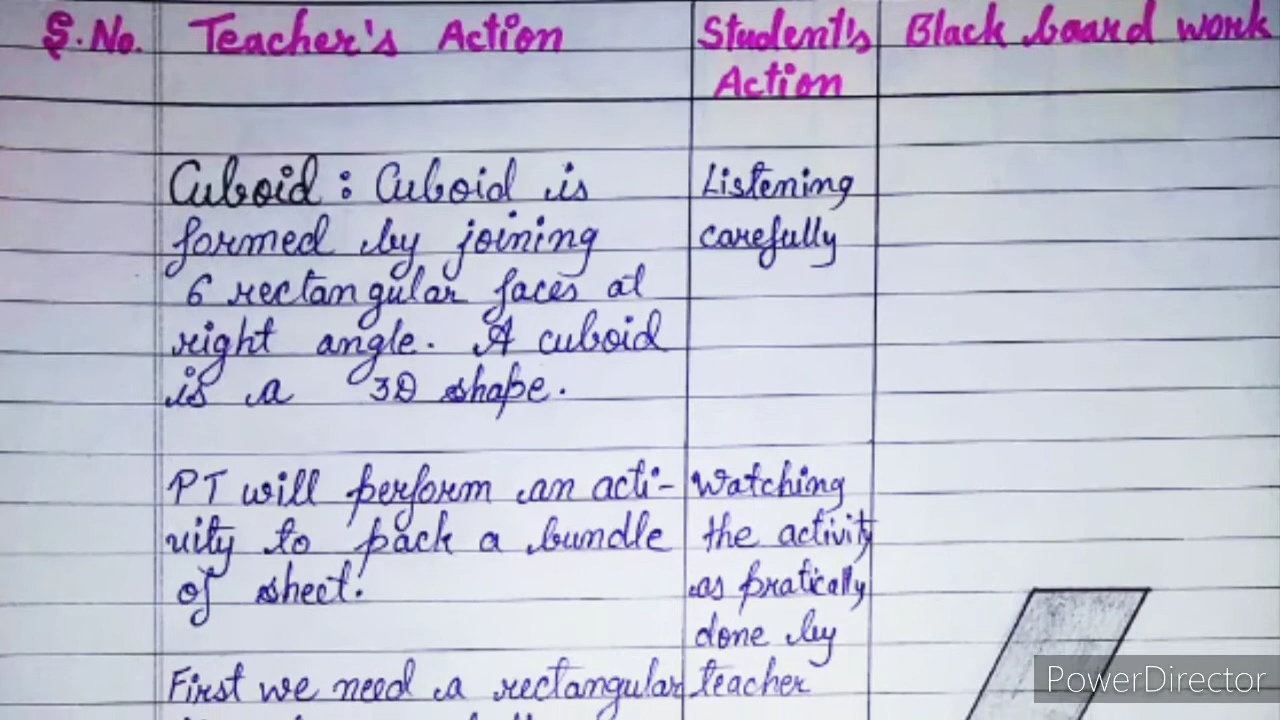 S.No. Teacher's Action Student's Action Black board work
Cuboid : Cuboid is
formed by joining
6 rectangular faces at
right angle. A cuboid
is a 3D shape.
Listening
carefully
PT will perform an acti-
vity to pack a bundle
of sheet.
Watching
the activity
as pratically
done by
teacher
First we need a rectangular
PowerDirector